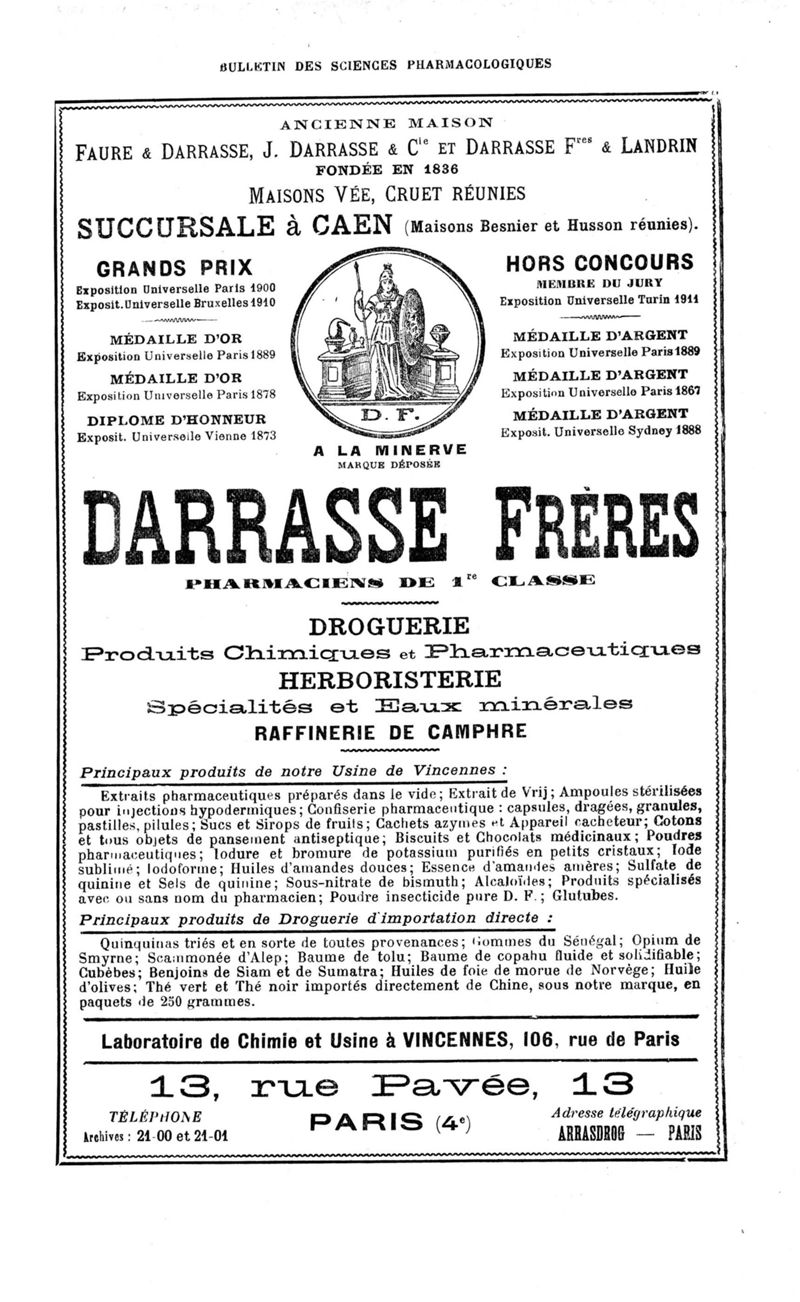 BULLETIN DES SCIENCES PHARMACOLOGIQUES
ANCIENNE MAISON
FAURE & DARRASSE, J. DARRASSE & Cie ET DARRASSE Fres & LANDRIN
FONDÉE EN 1836
MAISONS VÉE, CRUET RÉUNIES
SUCCURSALE à CAEN (Maisons Besnier et Husson réunies).
GRANDS PRIX
Exposition Universelle Paris 1900
Exposit. Universelle Bruxelles 1910
MÉDAILLE D'OR
Exposition Universelle Paris 1889
MÉDAILLE D'OR
Exposition Universelle Paris 1878
DIPLOME D'HONNEUR
Exposit. Universelle Vienne 1873
D. F.
A LA MINERVE
MARQUE DÉPOSÉE
HORS CONCOURS
MEMBRE DU JURY
Exposition Universelle Turin 1911
MÉDAILLE D'ARGENT
Exposition Universelle Paris 1889
MÉDAILLE D'ARGENT
Exposition Universelle Paris 1867
MÉDAILLE D'ARGENT
Exposit. Universelle Sydney 1888
DARRASSE FRÈRES
PHARMACIENS DE 1re CLASSE
DROGUERIE
Produits Chimiques et Pharmaceutiques
HERBORISTERIE
Spécialités et Eaux minérales
RAFFINERIE DE CAMPHRE
Principaux produits de notre Usine de Vincennes :
Extraits pharmaceutiques préparés dans le vide; Extrait de Vrij; Ampoules stérilisées
pour injections hypodermiques; Confiserie pharmaceutique : capsules, dragées, granules,
pastilles, pilules; Sucs et Sirops de fruits; Cachets azymes et Appareil cacheteur; Cotons
et tous objets de pansement antiseptique; Biscuits et Chocolats médicinaux; Poudres
pharmaceutiques; Iodure et bromure de potassium purifiés en petits cristaux; Iode
sublimé; Iodoforme; Huiles d'amandes douces; Essence d'amandes amères; Sulfate de
quinine et Sels de quinine; Sous-nitrate de bismuth; Alcaloïdes; Produits spécialisés
avec ou sans nom du pharmacien; Poudre insecticide pure D. F.; Glutubes.
Principaux produits de Droguerie d'importation directe :
Quinquinas triés et en sorte de toutes provenances; Gommes du Sénégal; Opium de
Smyrne; Scammonée d'Alep; Baume de tolu; Baume de copahu fluide et solidifiable;
Cubèbes; Benjoins de Siam et de Sumatra; Huiles de foie de morue de Norvège; Huile
d'olives; Thé vert et Thé noir importés directement de Chine, sous notre marque, en
paquets de 250 grammes.
Laboratoire de Chimie et Usine à VINCENNES, 106, rue de Paris
13, rue Pavée, 13
TÉLÉPHONE
Archives : 21-00 et 21-01
PARIS (4e)
Adresse télégraphique
ARRASDROG — PARIS